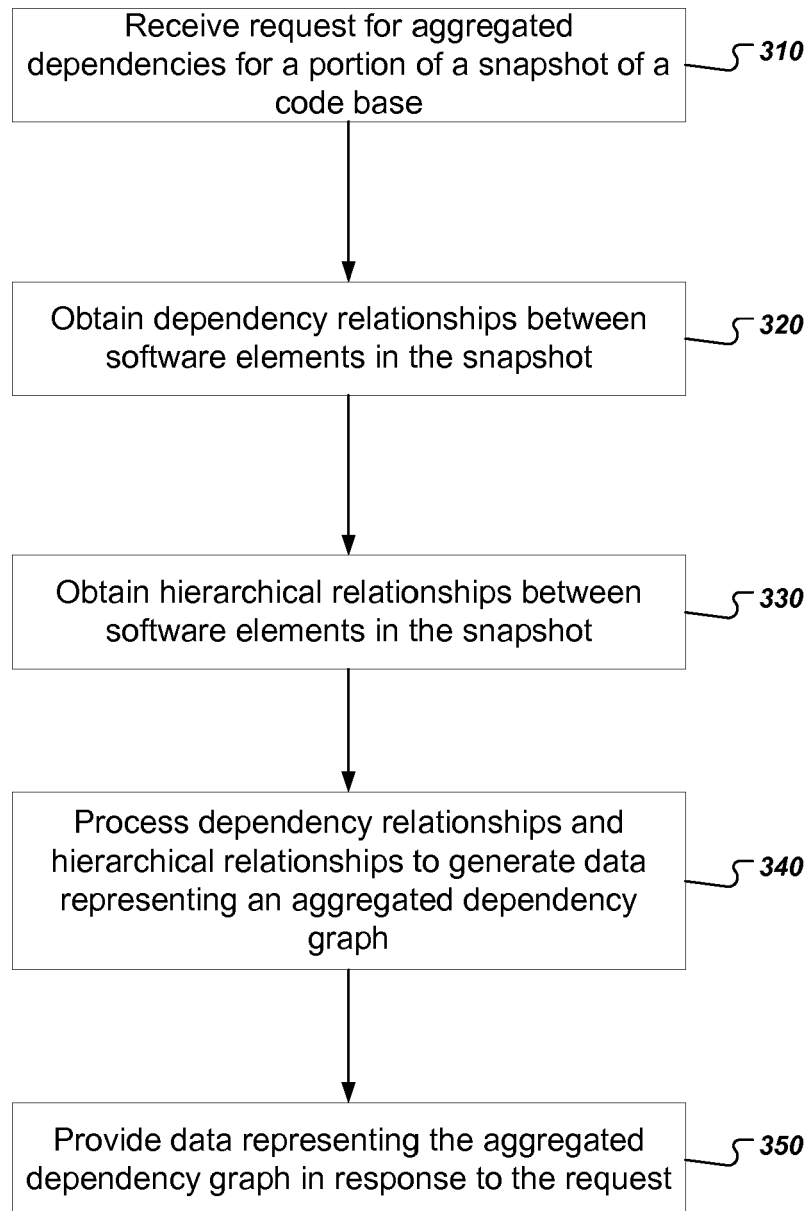 Receive request for aggregated
dependencies for a portion of a snapshot of a
code base
310
Obtain dependency relationships between
software elements in the snapshot
320
Obtain hierarchical relationships between
software elements in the snapshot
330
Process dependency relationships and
hierarchical relationships to generate data
representing an aggregated dependency
graph
340
Provide data representing the aggregated
dependency graph in response to the request
350